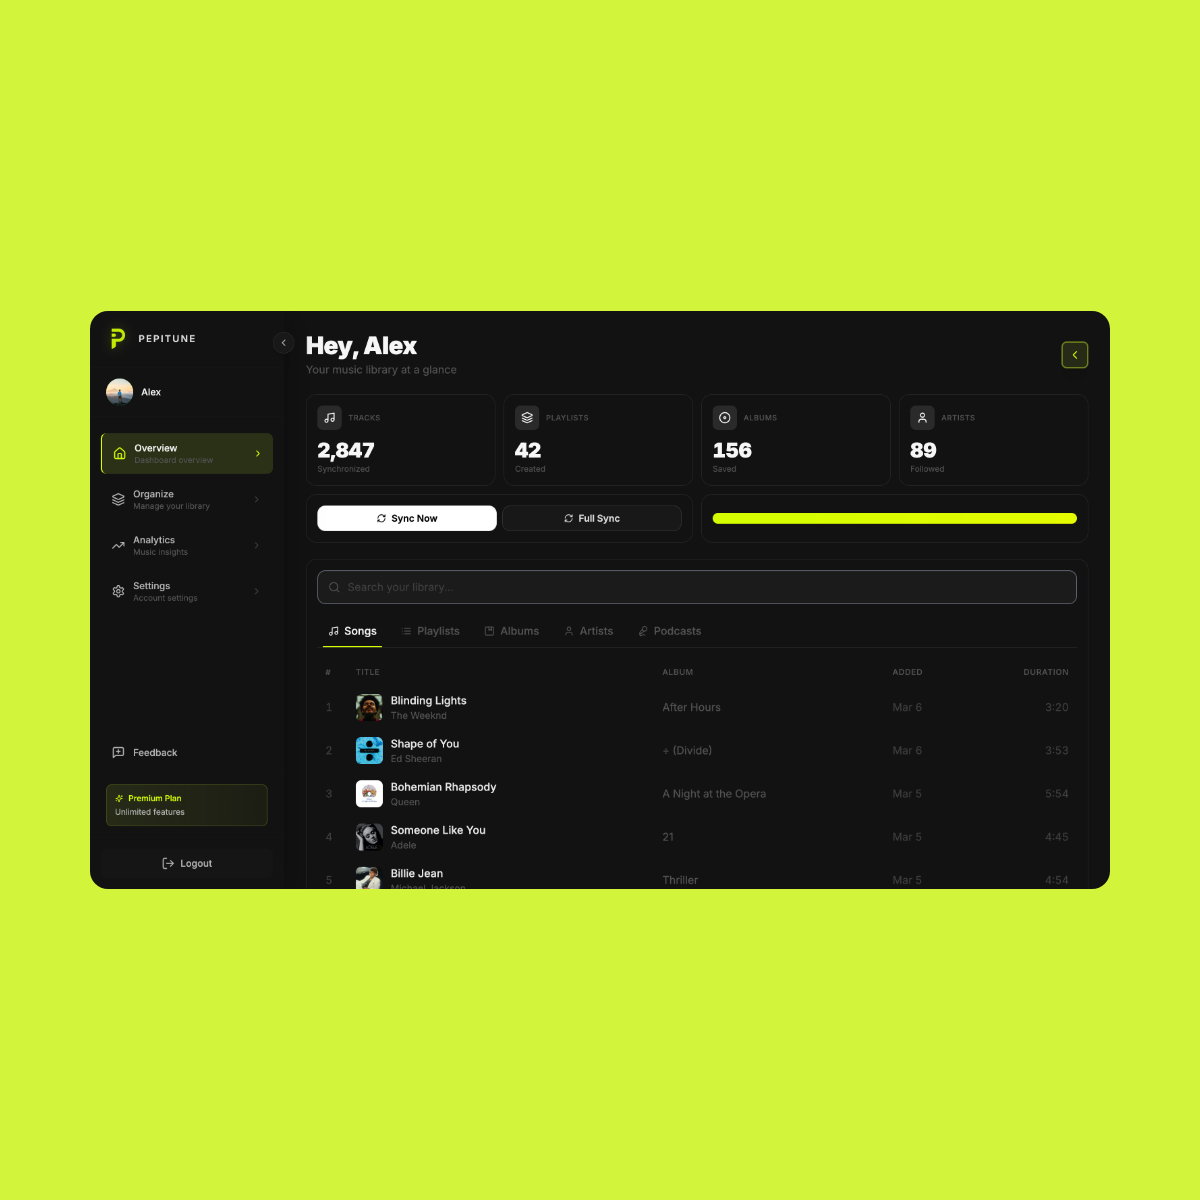 PEPITUNE
Alex
Overview
Dashboard overview
Organize
Manage your library
Analytics
Music insights
Settings
Account settings
Feedback
Premium Plan
Unlimited features
Logout
Hey, Alex
Your music library at a glance
TRACKS
2,847
Synchronized
PLAYLISTS
42
Created
ALBUMS
156
Saved
ARTISTS
89
Followed
Sync Now
Full Sync
Search your library...
Songs Playlists Albums Artists Podcasts
# TITLE ALBUM ADDED DURATION
1 Blinding Lights After Hours Mar 6 3:20
The Weeknd
2 Shape of You ÷ (Divide) Mar 6 3:53
Ed Sheeran
3 Bohemian Rhapsody A Night at the Opera Mar 5 5:54
Queen
4 Someone Like You 21 Mar 5 4:45
Adele
5 Billie Jean Thriller Mar 5 4:54
Michael Jackson